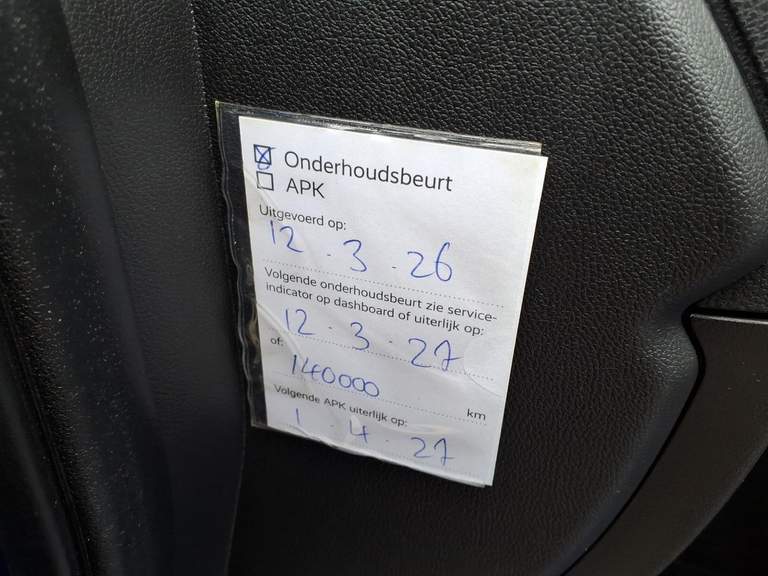 Onderhoudsbeurt
APK
Uitgevoerd op:
12 . 3 . 26
Volgende onderhoudsbeurt zie service-
indicator op dashboard of uiterlijk op:
12 . 3 . 27
of:
140000
km
Volgende APK uiterlijk op:
1 . 4 . 27